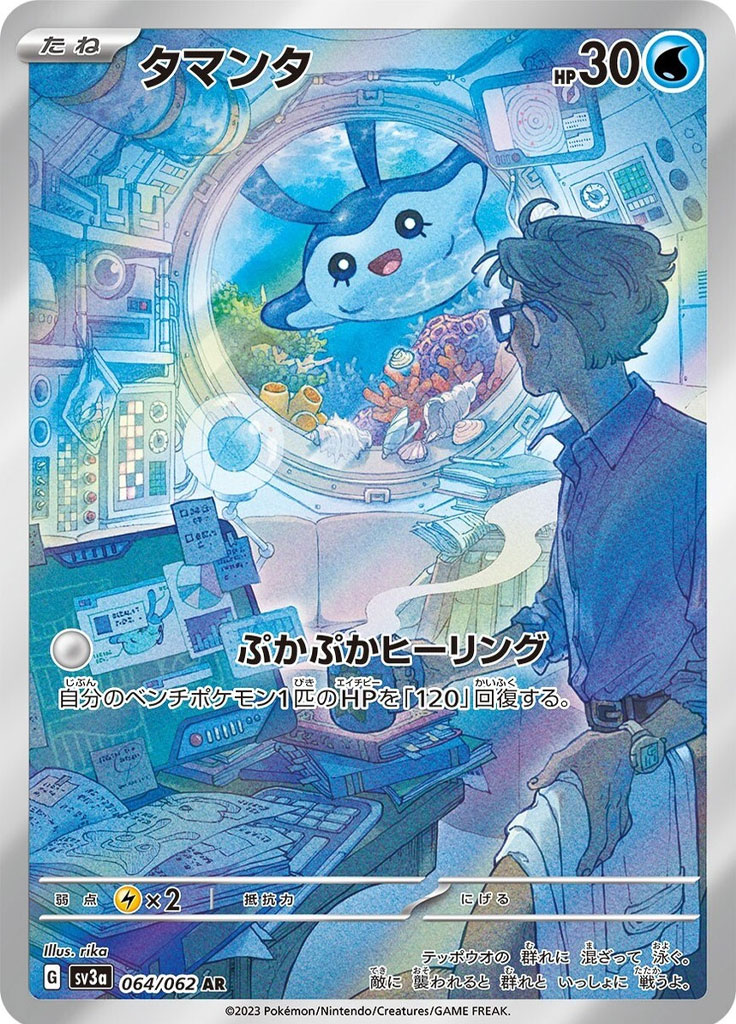 たね
タマンタ
HP30
ぷかぷかヒーリング
自分のベンチポケモン1匹のHPを「120」回復する。
弱点 ×2 抵抗力 にげる
Illus. rika
テッポウオの 群れに 混ざって 泳ぐ。
敵に 襲われると 群れと いっしょに 戦うよ。
G sv3a 064/062 AR
©2023 Pokémon/Nintendo/Creatures/GAME FREAK.